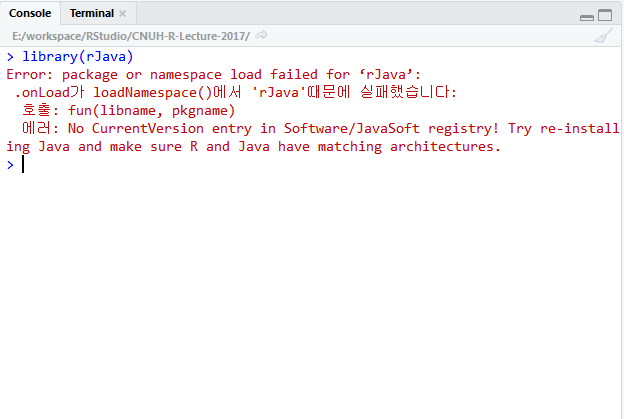 Console Terminal
E:/workspace/RStudio/CNUH-R-Lecture-2017/
> library(rJava)
Error: package or namespace load failed for ‘rJava’:
.onLoad가 loadNamespace()에서 'rJava'때문에 실패했습니다:
호출: fun(libname, pkgname)
에러: No CurrentVersion entry in Software/JavaSoft registry! Try re-install
ing Java and make sure R and Java have matching architectures.
>